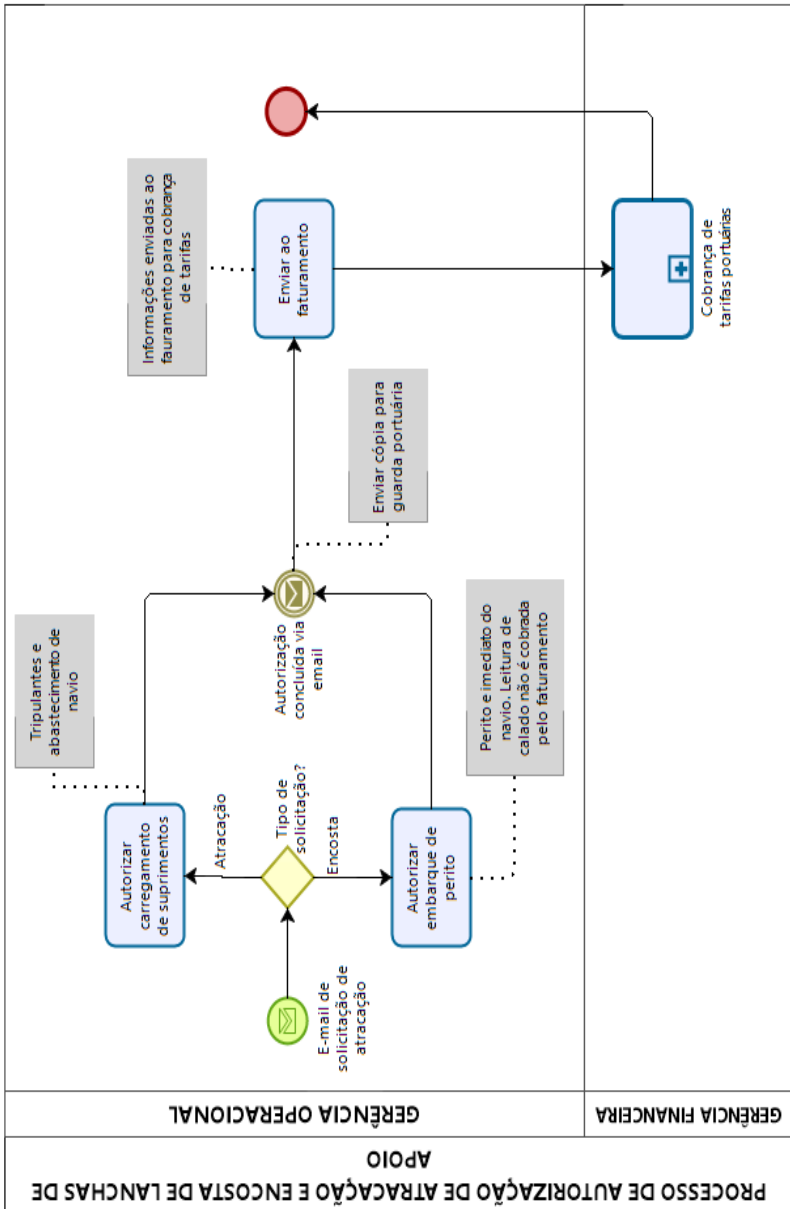 PROCESSO DE AUTORIZAÇÃO DE ATRACAÇÃO E ENCOSTA DE LANCHAS DE
APOIO
GERÊNCIA OPERACIONAL
GERÊNCIA FINANCEIRA
E-mail de
solicitação de
atracação
Tipo de
solicitação?
Atracação
Encosta
Autorizar
carregamento
de suprimentos
Tripulantes e
abastecimento de
navio
Autorizar
embarque de
perito
Perito e imediato do
navio. Leitura de
calado não é cobrada
pelo faturamento
Autorização
concluída via
email
Enviar cópia para
guarda portuária
Enviar ao
faturamento
Informações enviadas ao
fauramento para cobrança
de tarifas
Cobrança de
tarifas portuárias